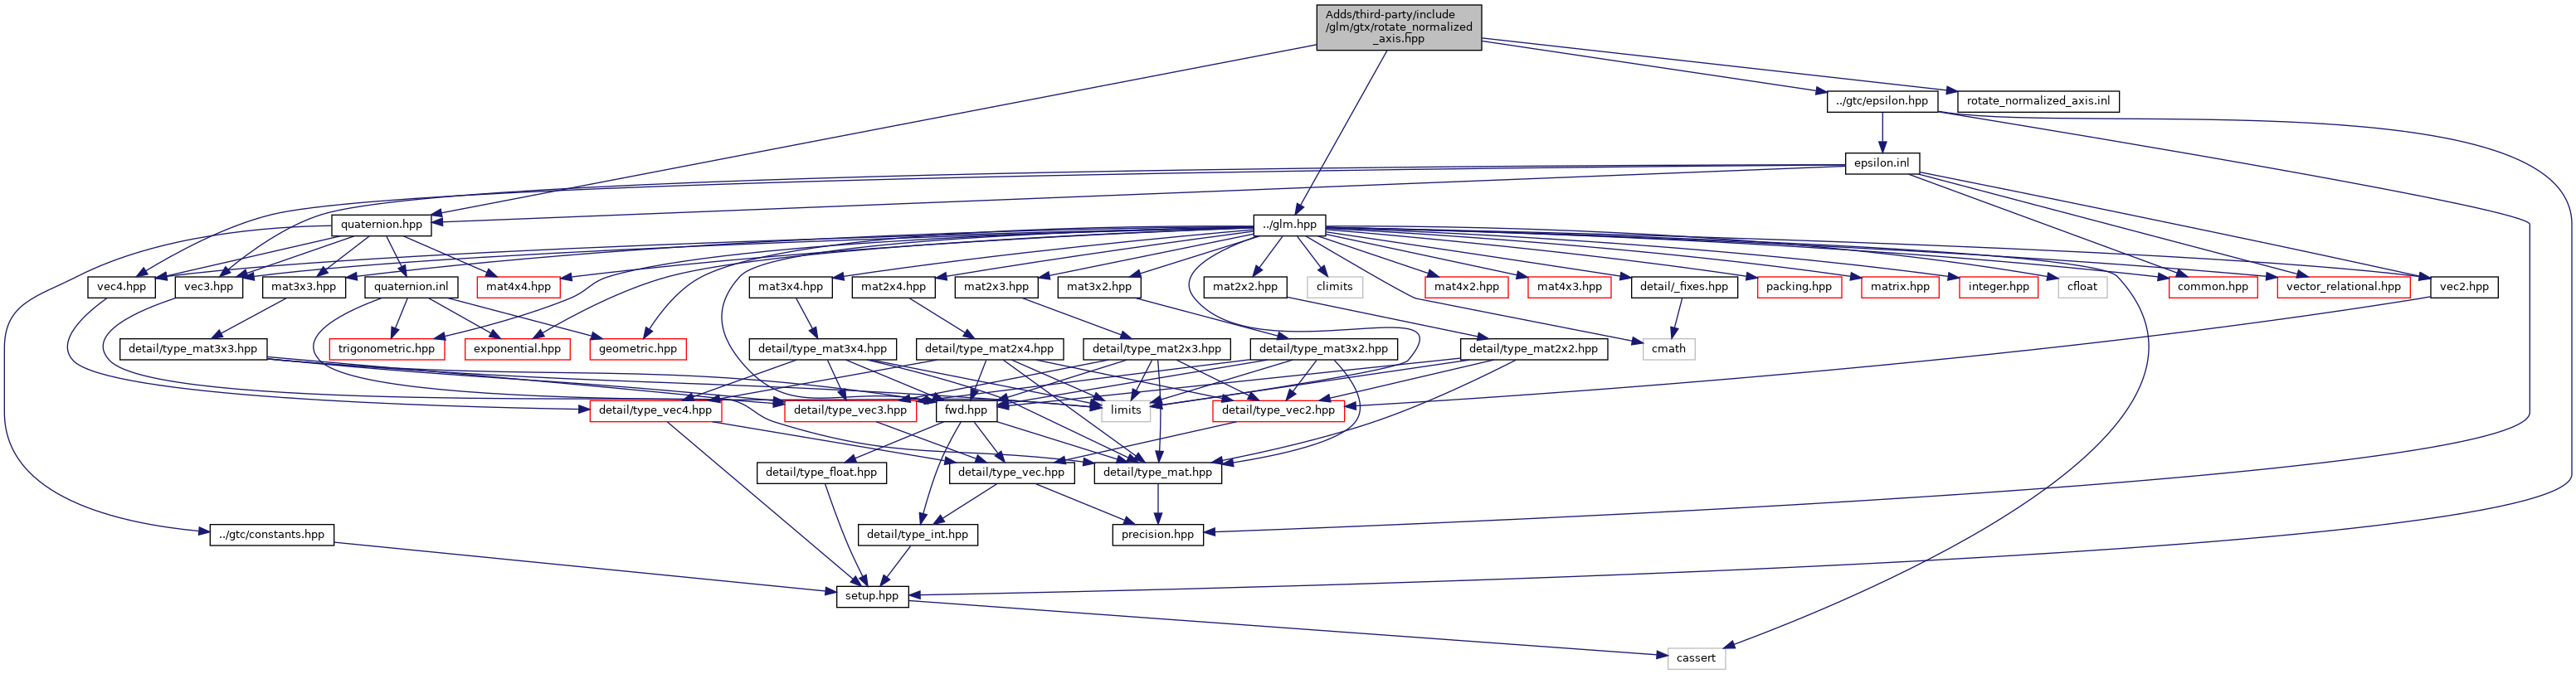 Adds/third-party/include
/glm/gtx/rotate_normalized
_axis.hpp
../gtc/epsilon.hpp
rotate_normalized_axis.inl
epsilon.inl
quaternion.hpp
../glm.hpp
vec4.hpp
vec3.hpp
mat3x3.hpp
quaternion.inl
mat4x4.hpp
mat3x4.hpp
mat2x4.hpp
mat2x3.hpp
mat3x2.hpp
mat2x2.hpp
climits
mat4x2.hpp
mat4x3.hpp
detail/_fixes.hpp
packing.hpp
matrix.hpp
integer.hpp
cfloat
common.hpp
vector_relational.hpp
vec2.hpp
detail/type_mat3x3.hpp
trigonometric.hpp
exponential.hpp
geometric.hpp
detail/type_mat3x4.hpp
detail/type_mat2x4.hpp
detail/type_mat2x3.hpp
detail/type_mat3x2.hpp
detail/type_mat2x2.hpp
cmath
detail/type_vec4.hpp
detail/type_vec3.hpp
fwd.hpp
limits
detail/type_vec2.hpp
detail/type_float.hpp
detail/type_vec.hpp
detail/type_mat.hpp
../gtc/constants.hpp
detail/type_int.hpp
precision.hpp
setup.hpp
cassert